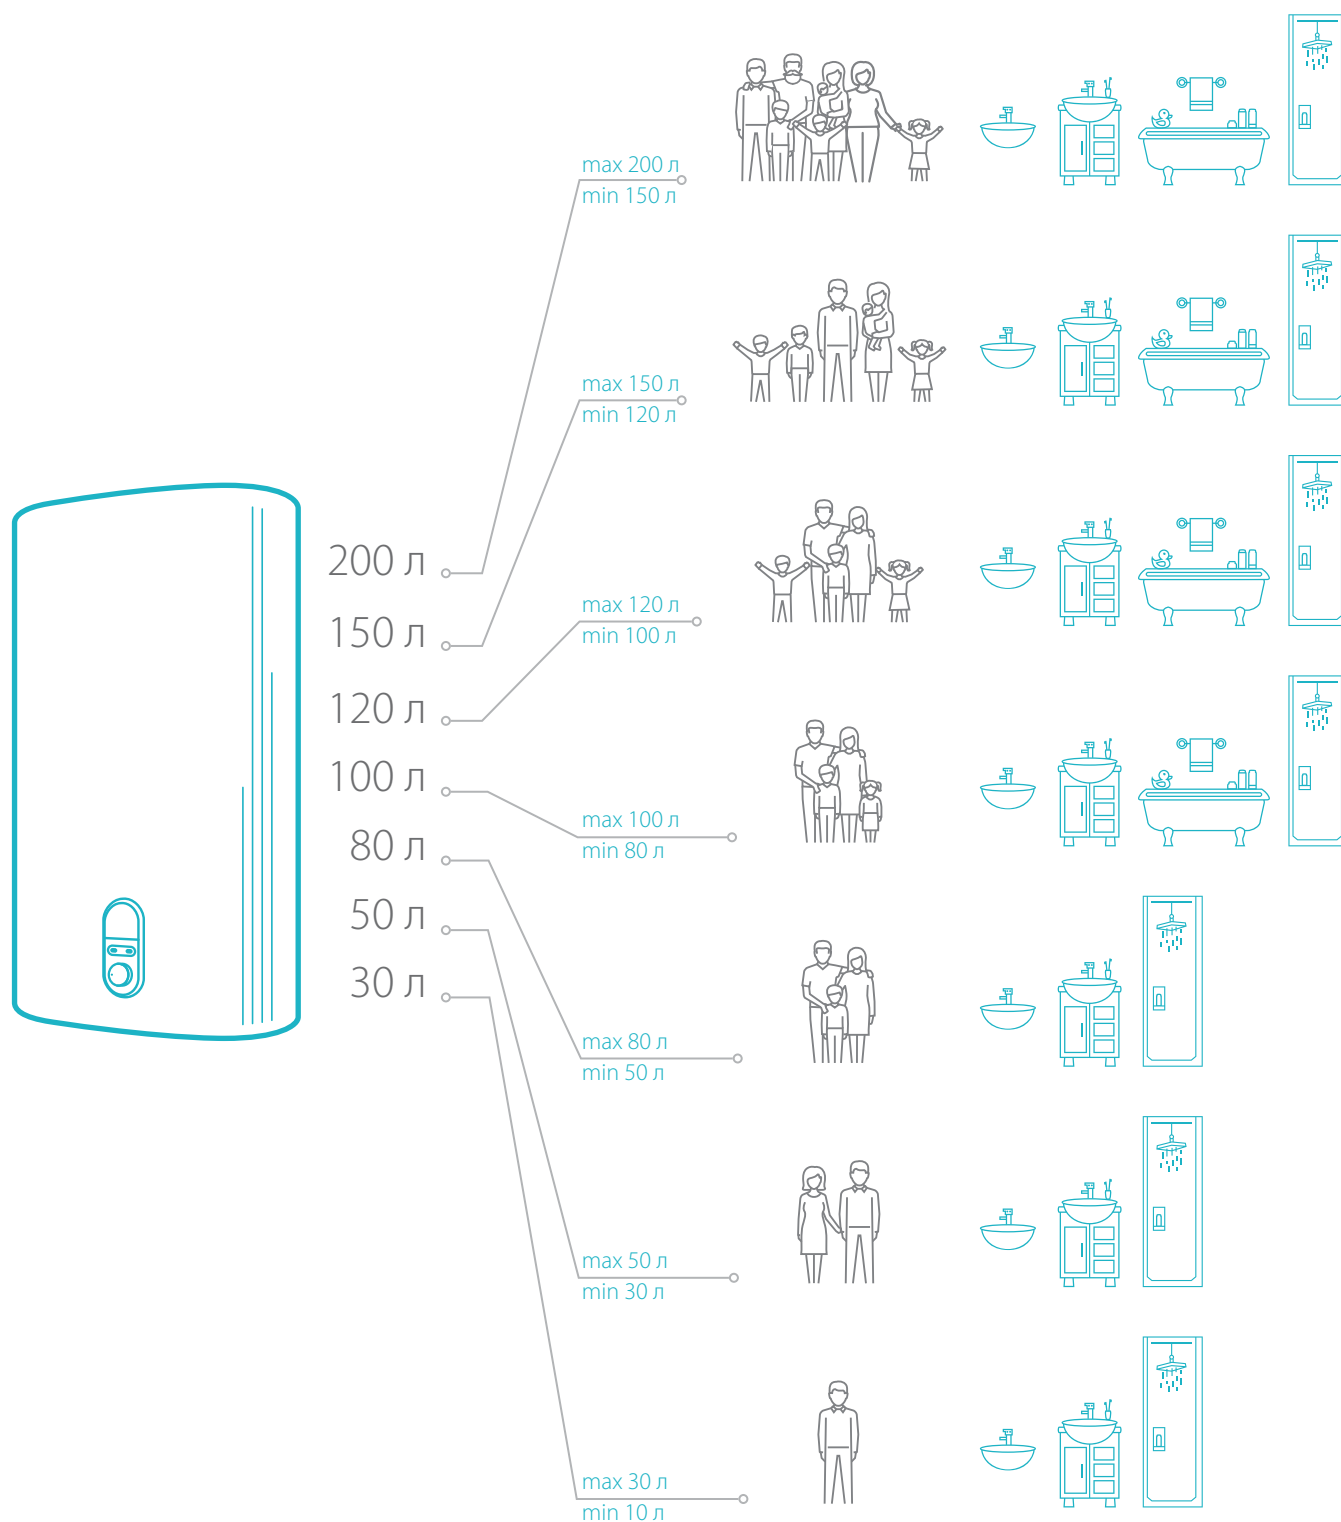 max 200 л
min 150 л
max 150 л
min 120 л
200 л
150 л
max 120 л
min 100 л
120 л
100 л
max 100 л
min 80 л
80 л
50 л
30 л
max 80 л
min 50 л
max 50 л
min 30 л
max 30 л
min 10 л